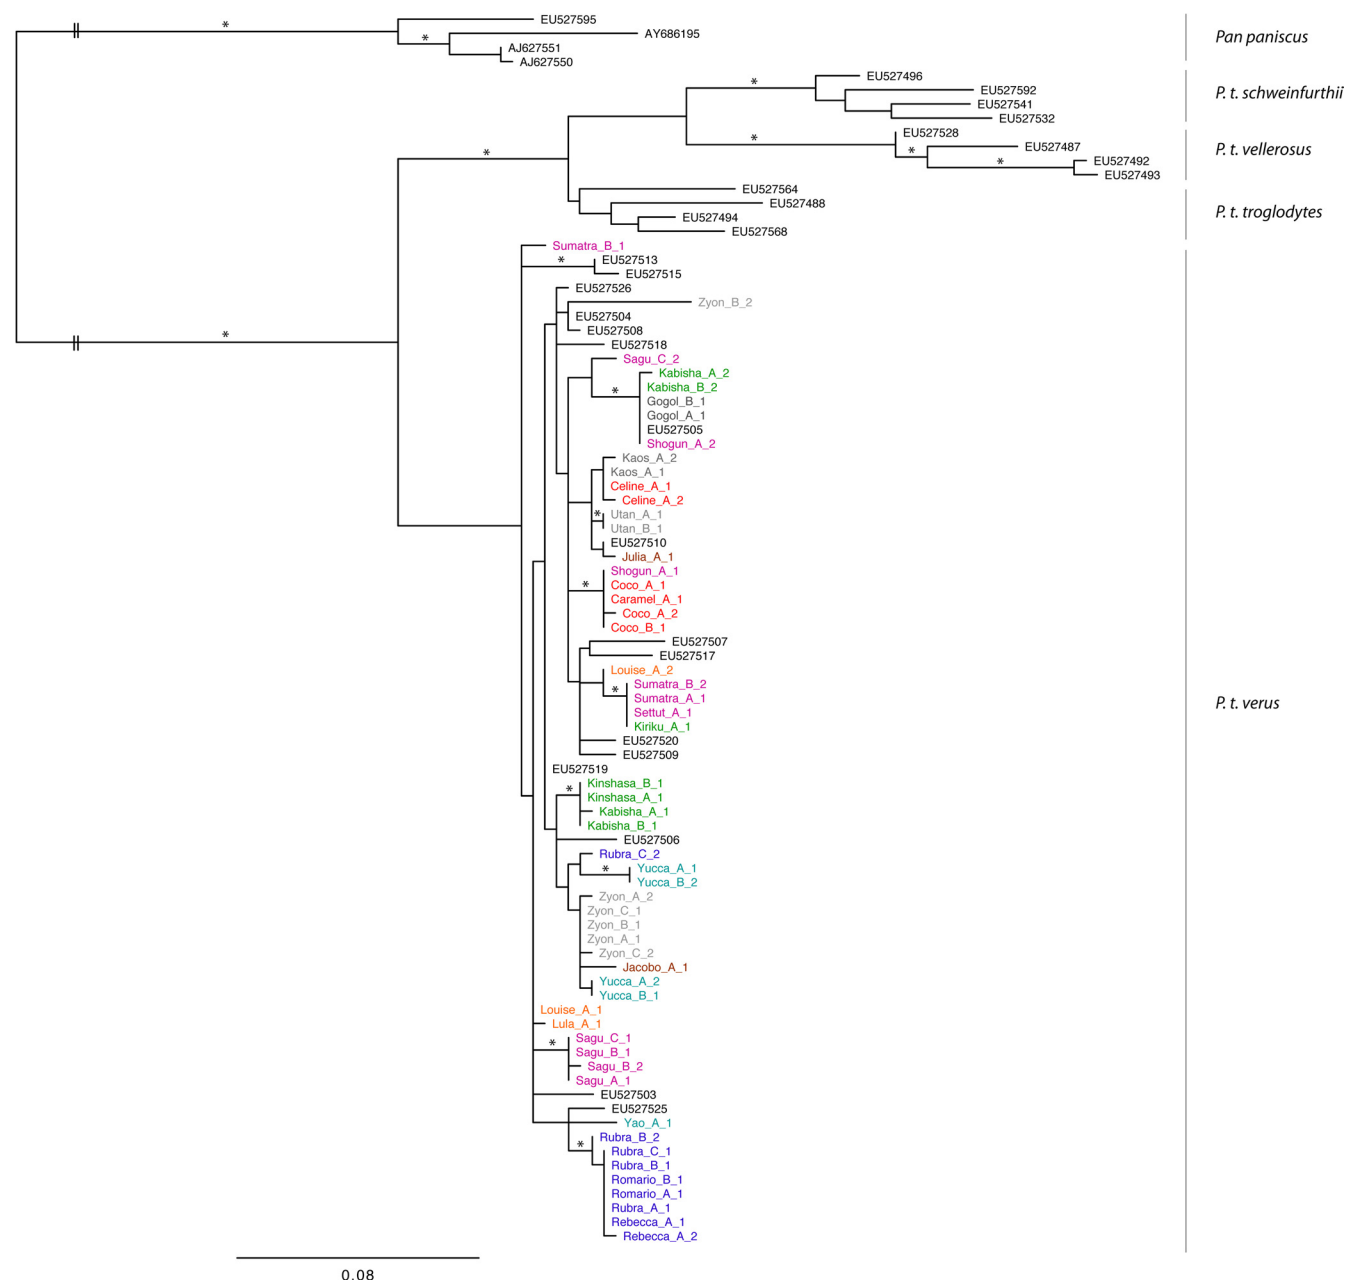 EU527595
AY686195
AJ627551
AJ627550
Pan paniscus
EU527496
EU527592
EU527541
EU527532
P. t. schweinfurthii
EU527528
EU527487
EU527492
EU527493
P. t. vellerosus
EU527564
EU527488
EU527494
EU527568
P. t. troglodytes
Sumatra_B_1
EU527513
EU527515
EU527526
Zyon_B_2
EU527504
EU527508
EU527518
Sagu_C_2
Kabisha_A_2
Kabisha_B_2
Gogol_B_1
Gogol_A_1
EU527505
Shogun_A_2
Kaos_A_2
Kaos_A_1
Celine_A_1
Celine_A_2
Utan_A_1
Utan_B_1
EU527510
Julia_A_1
Shogun_A_1
Coco_A_1
Caramel_A_1
Coco_A_2
Coco_B_1
EU527507
EU527517
Louise_A_2
Sumatra_B_2
Sumatra_A_1
Settut_A_1
Kiriku_A_1
EU527520
EU527509
EU527519
Kinshasa_B_1
Kinshasa_A_1
Kabisha_A_1
Kabisha_B_1
EU527506
Rubra_C_2
Yucca_A_1
Yucca_B_2
Zyon_A_2
Zyon_C_1
Zyon_B_1
Zyon_A_1
Zyon_C_2
Jacobo_A_1
Yucca_A_2
Yucca_B_1
Louise_A_1
Lula_A_1
Sagu_C_1
Sagu_B_1
Sagu_B_2
Sagu_A_1
EU527503
EU527525
Yao_A_1
Rubra_B_2
Rubra_C_1
Rubra_B_1
Romario_B_1
Romario_A_1
Rubra_A_1
Rebecca_A_1
Rebecca_A_2
P. t. verus
0.08